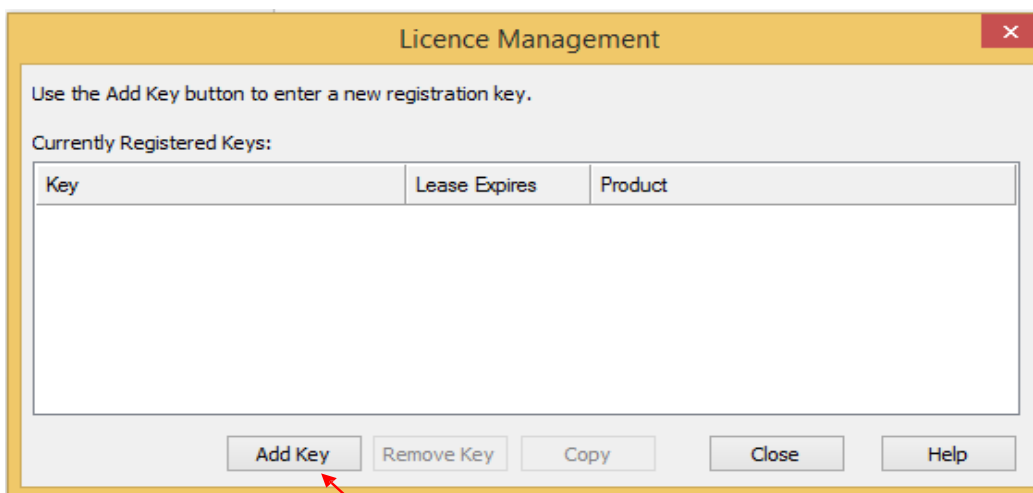 Licence Management
Use the Add Key button to enter a new registration key.
Currently Registered Keys:
Key Lease Expires Product
Add Key Remove Key Copy Close Help